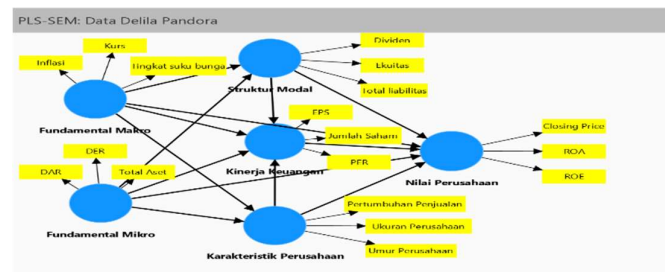 PLS-SEM: Data Delila Pandora
Kurs
Dividen
Inflasi
Tingkat suku bunga
Ekuitas
Struktur Modal
Total liabilitas
EPS
Fundamental Makro
Closing Price
Jumlah Saham
DER
ROA
PER
DAR
Total Aset
Kinerja Keuangan
Nilai Perusahaan
ROE
Pertumbuhan Penjualan
Ukuran Perusahaan
Fundamental Mikro
Umur Perusahaan
Karakteristik Perusahaan